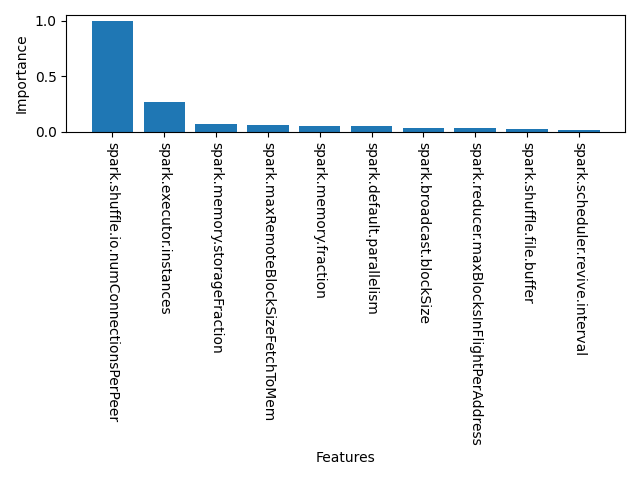 Importance
1.0
0.5
0.0
spark.shuffle.io.numConnectionsPerPeer
spark.executor.instances
spark.memory.storageFraction
spark.maxRemoteBlockSizeFetchToMem
spark.memory.fraction
spark.default.parallelism
spark.broadcast.blockSize
spark.reducer.maxBlocksInFlightPerAddress
spark.shuffle.file.buffer
spark.scheduler.revive.interval
Features